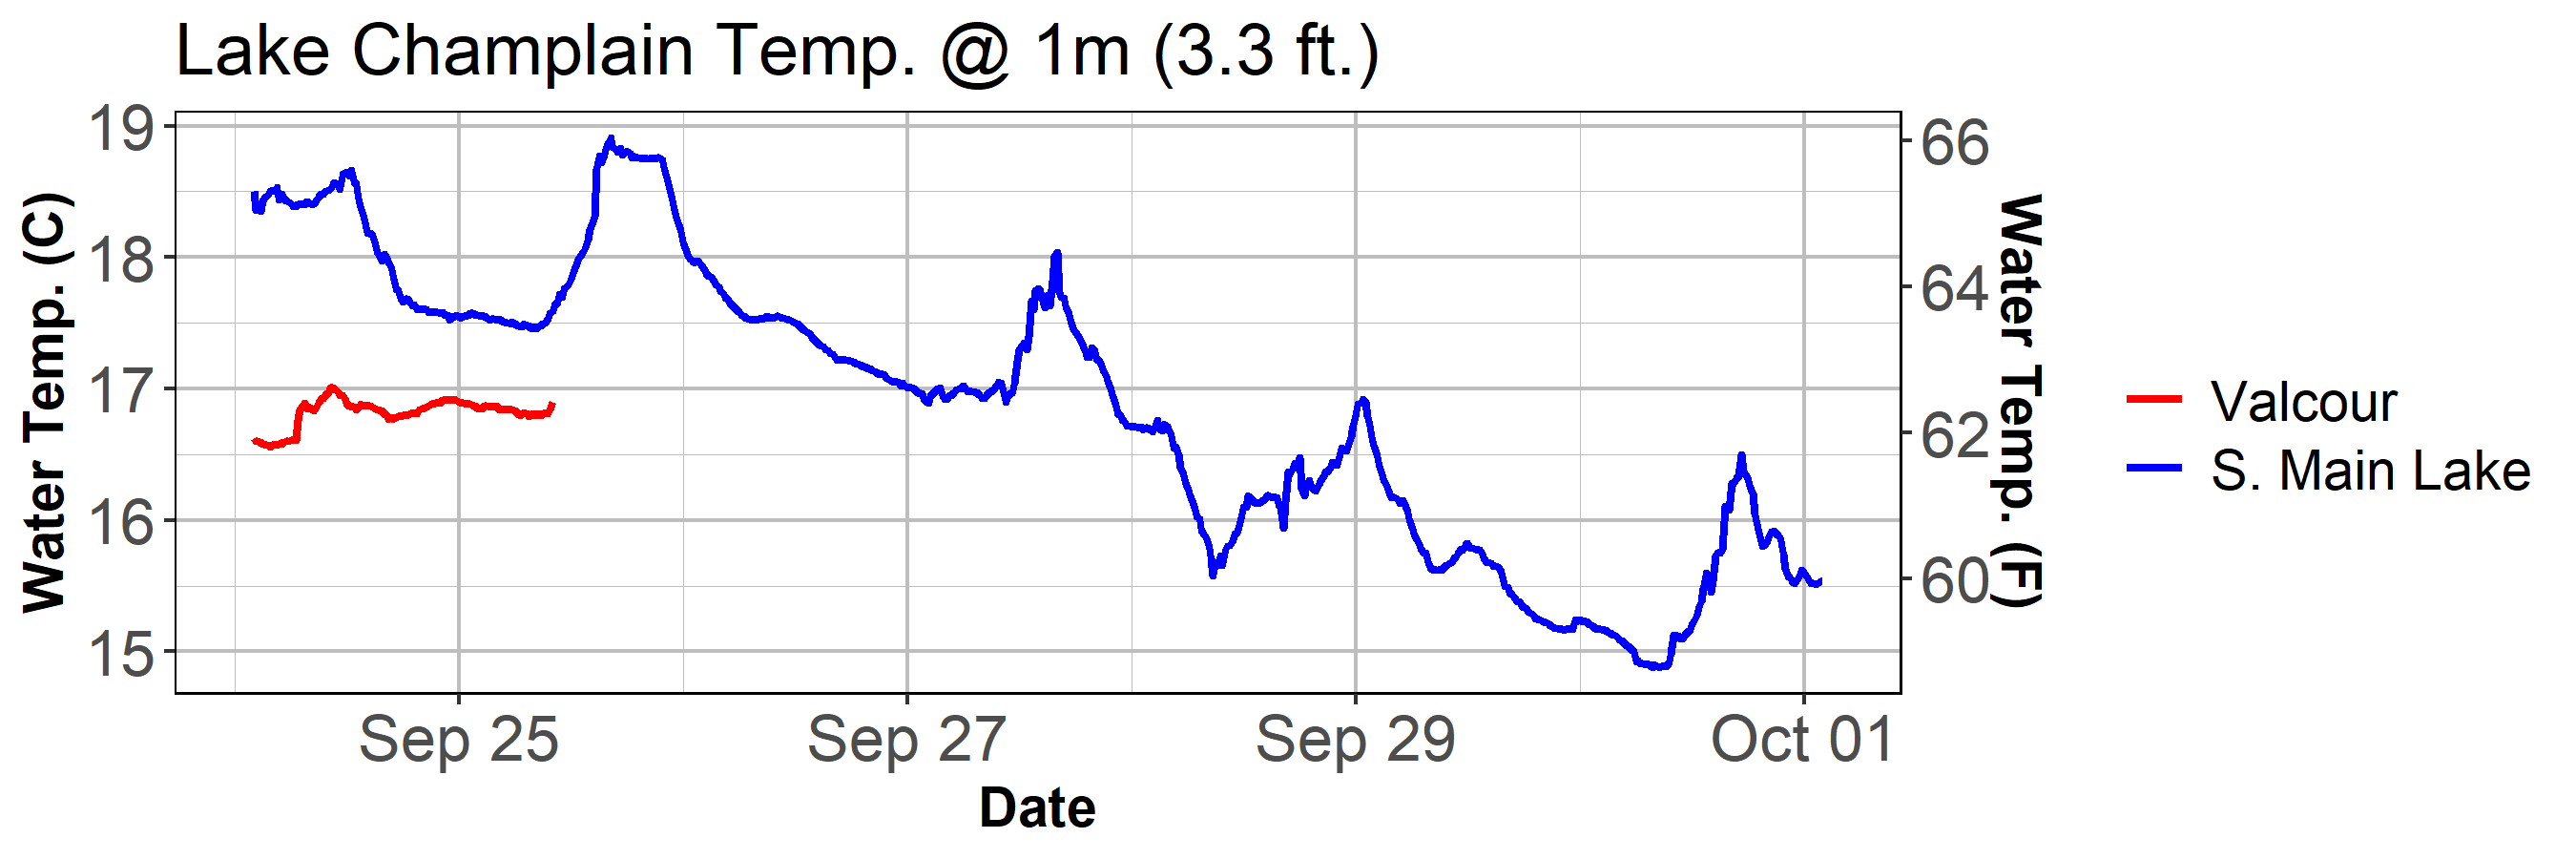 Lake Champlain Temp. @ 1m (3.3 ft.)
Water Temp. (C)
19
18
17
16
15
66
64
62
60
Water Temp. (F)
Sep 25
Sep 27
Sep 29
Oct 01
Date
Valcour
S. Main Lake